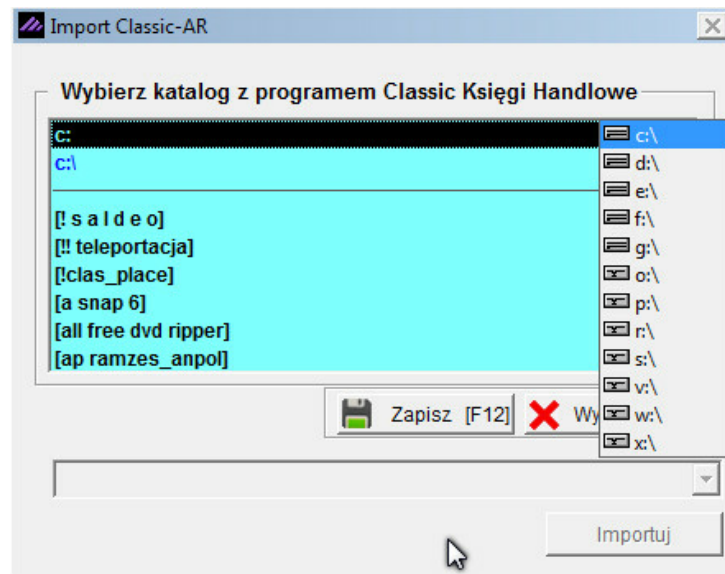 Import Classic-AR
Wybierz katalog z programem Classic Księgi Handlowe
c:
c:\
[! s a l d e o]
[!! teleportacja]
[!clas_place]
[a snap 6]
[all free dvd ripper]
[ap ramzes_anpol]
c:\
d:\
e:\
f:\
g:\
o:\
p:\
r:\
s:\
v:\
w:\
x:\
Zapisz [F12]
Wy
Importuj